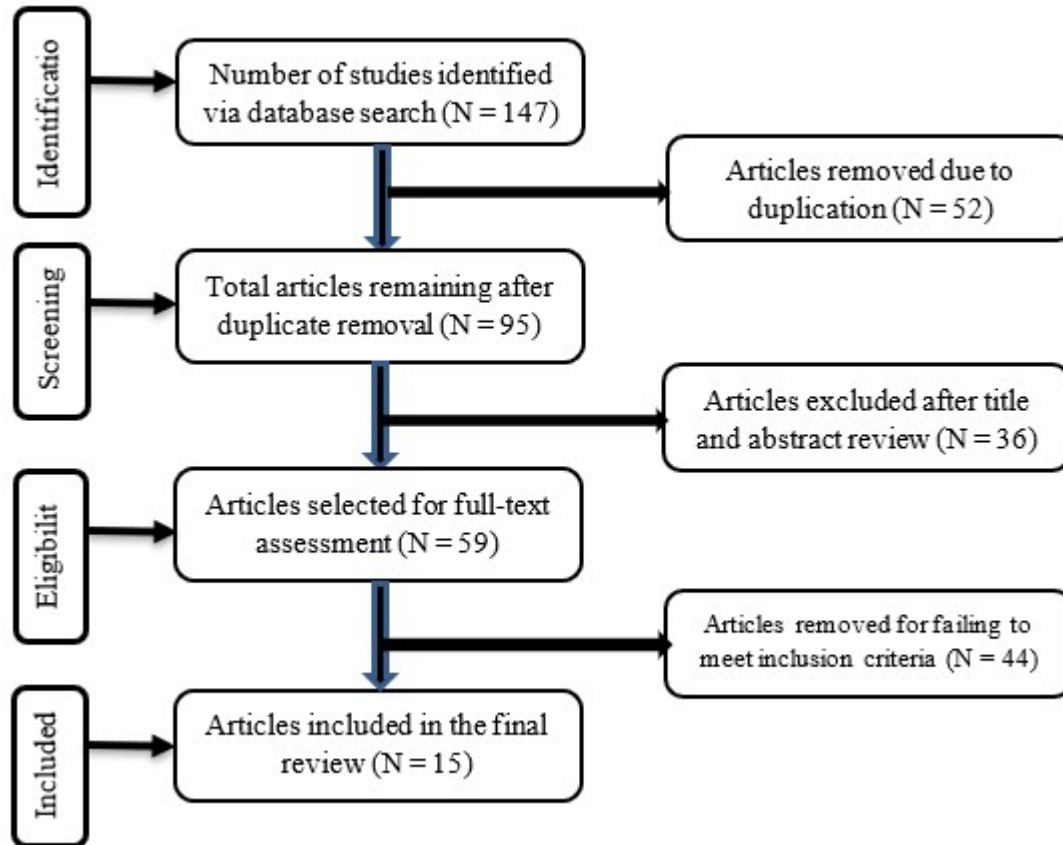 Identificatio
Number of studies identified
via database search (N = 147)
Articles removed due to
duplication (N = 52)
Screening
Total articles remaining after
duplicate removal (N = 95)
Articles excluded after title
and abstract review (N = 36)
Eligibilit
Articles selected for full-text
assessment (N = 59)
Articles removed for failing to
meet inclusion criteria (N = 44)
Included
Articles included in the final
review (N = 15)